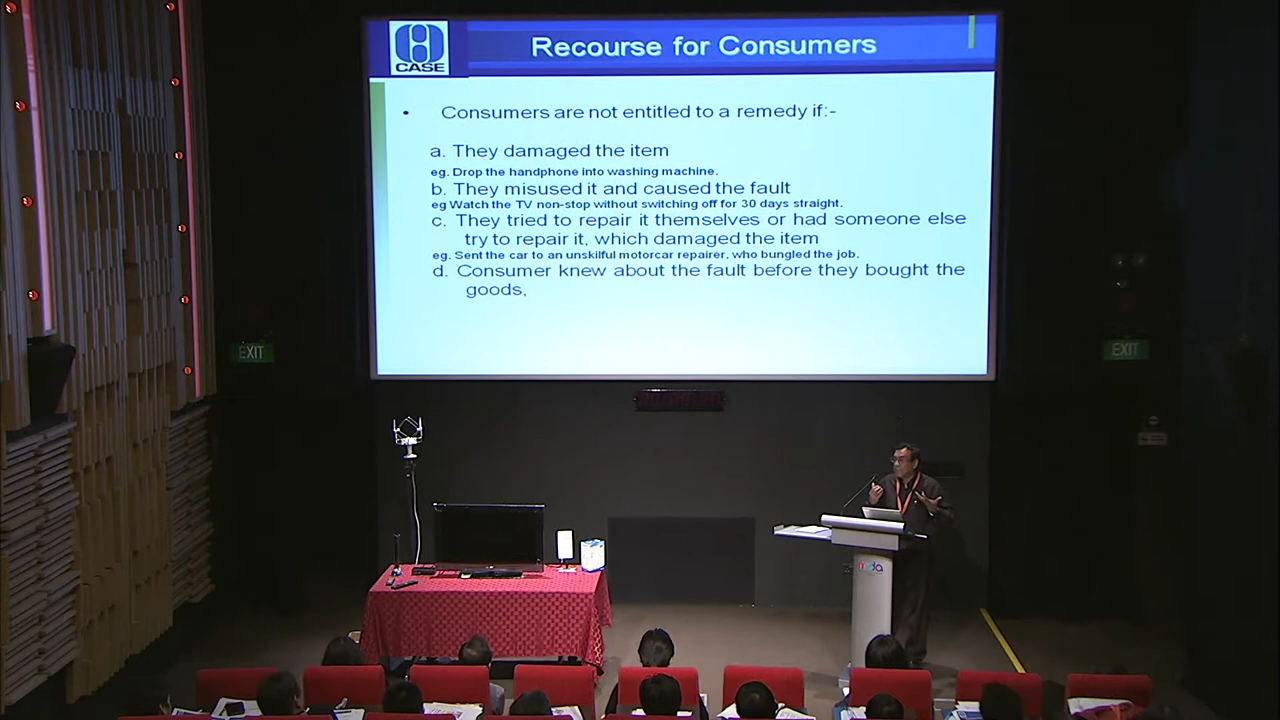 CASE
Recourse for Consumers
• Consumers are not entitled to a remedy if:-
a. They damaged the item
eg. Drop the handphone into washing machine.
b. They misused it and caused the fault
eg Watch the TV non-stop without switching off for 30 days straight.
c. They tried to repair it themselves or had someone else
try to repair it, which damaged the item
eg. Sent the car to an unskilful motorcar repairer, who bungled the job.
d. Consumer knew about the fault before they bought the
goods,
EXIT
EXIT
mda